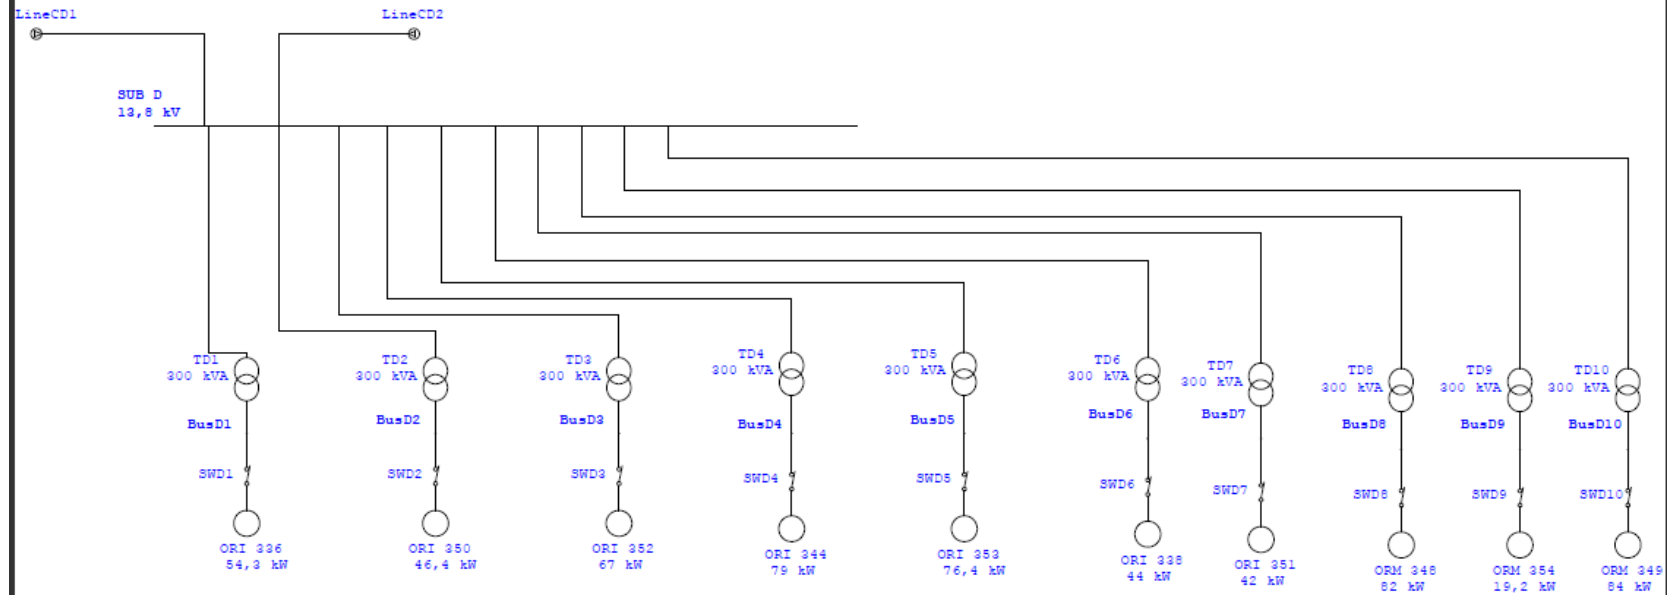 LineCD1
LineCD2
SUB D
13,8 kV
TD1
300 kVA
TD2
300 kVA
TD3
300 kVA
TD4
300 kVA
TD5
300 kVA
TD6
300 kVA
TD7
300 kVA
TD8
300 kVA
TD9
300 kVA
TD10
300 kVA
BusD1
BusD2
BusD3
BusD4
BusD5
BusD6
BusD7
BusD8
BusD9
BusD10
SWD1
SWD2
SWD3
SWD4
SWD5
SWD6
SWD7
SWD8
SWD9
SWD10
ORI 336
54,3 kW
ORI 350
46,4 kW
ORI 352
67 kW
ORI 344
79 kW
ORI 353
76,4 kW
ORI 338
44 kW
ORI 351
42 kW
ORM 348
82 kW
ORM 354
19,2 kW
ORM 349
84 kW